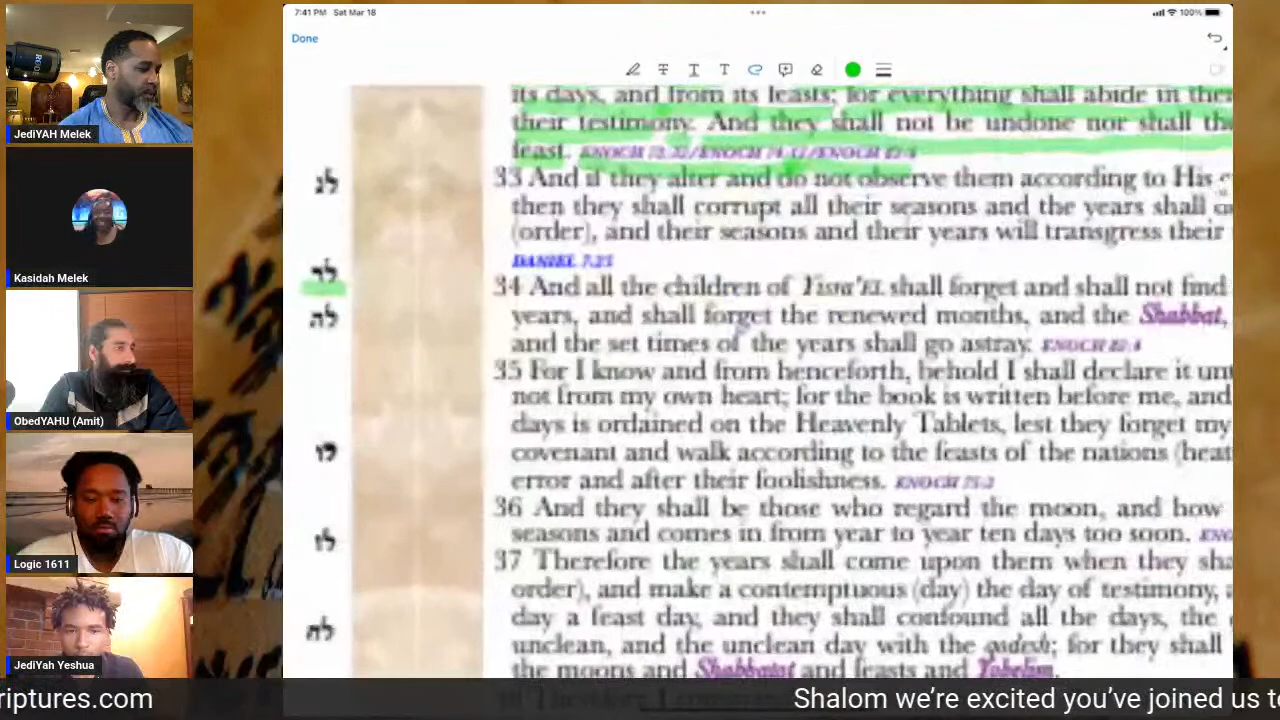 7:41 PM Sat Mar 18
100%
Done
its days, and from its feasts; for everything shall abide in
their testimony. And they shall not be undone nor shall
feast.
לג
33 And if they alter and do not observe them according to His
then they shall corrupt all their seasons and the years shall
(order), and their seasons and their years will transgress their
DANIEL 7:25
לד
34 And all the children of Yisra'EL shall forget and shall not find
לה
years, and shall forget the renewed months, and the Shabbat,
and the set times of the years shall go astray.
35 For I know and from henceforth, behold I shall declare it
not from my own heart; for the book is written before me, and
days is ordained on the Heavenly Tablets, lest they forget my
לו
covenant and walk according to the feasts of the nations
error and after their foolishness.
36 And they shall be those who regard the moon, and how
לז
seasons and comes in from year to year ten days too soon.
37 Therefore the years shall come upon them when they
order), and make a contemptuous (day) the day of testimony,
לח
day a feast day, and they shall confound all the days, the
unclean, and the unclean day with the qodesh; for they shall
the moons and Shabbatot and feasts and Yobelim.
JediYAH Melek
Kasidah Melek
ObedYAHU (Amit)
Logic 1611
JediYah Yeshua
riptures.com
Shalom we're excited you've joined us